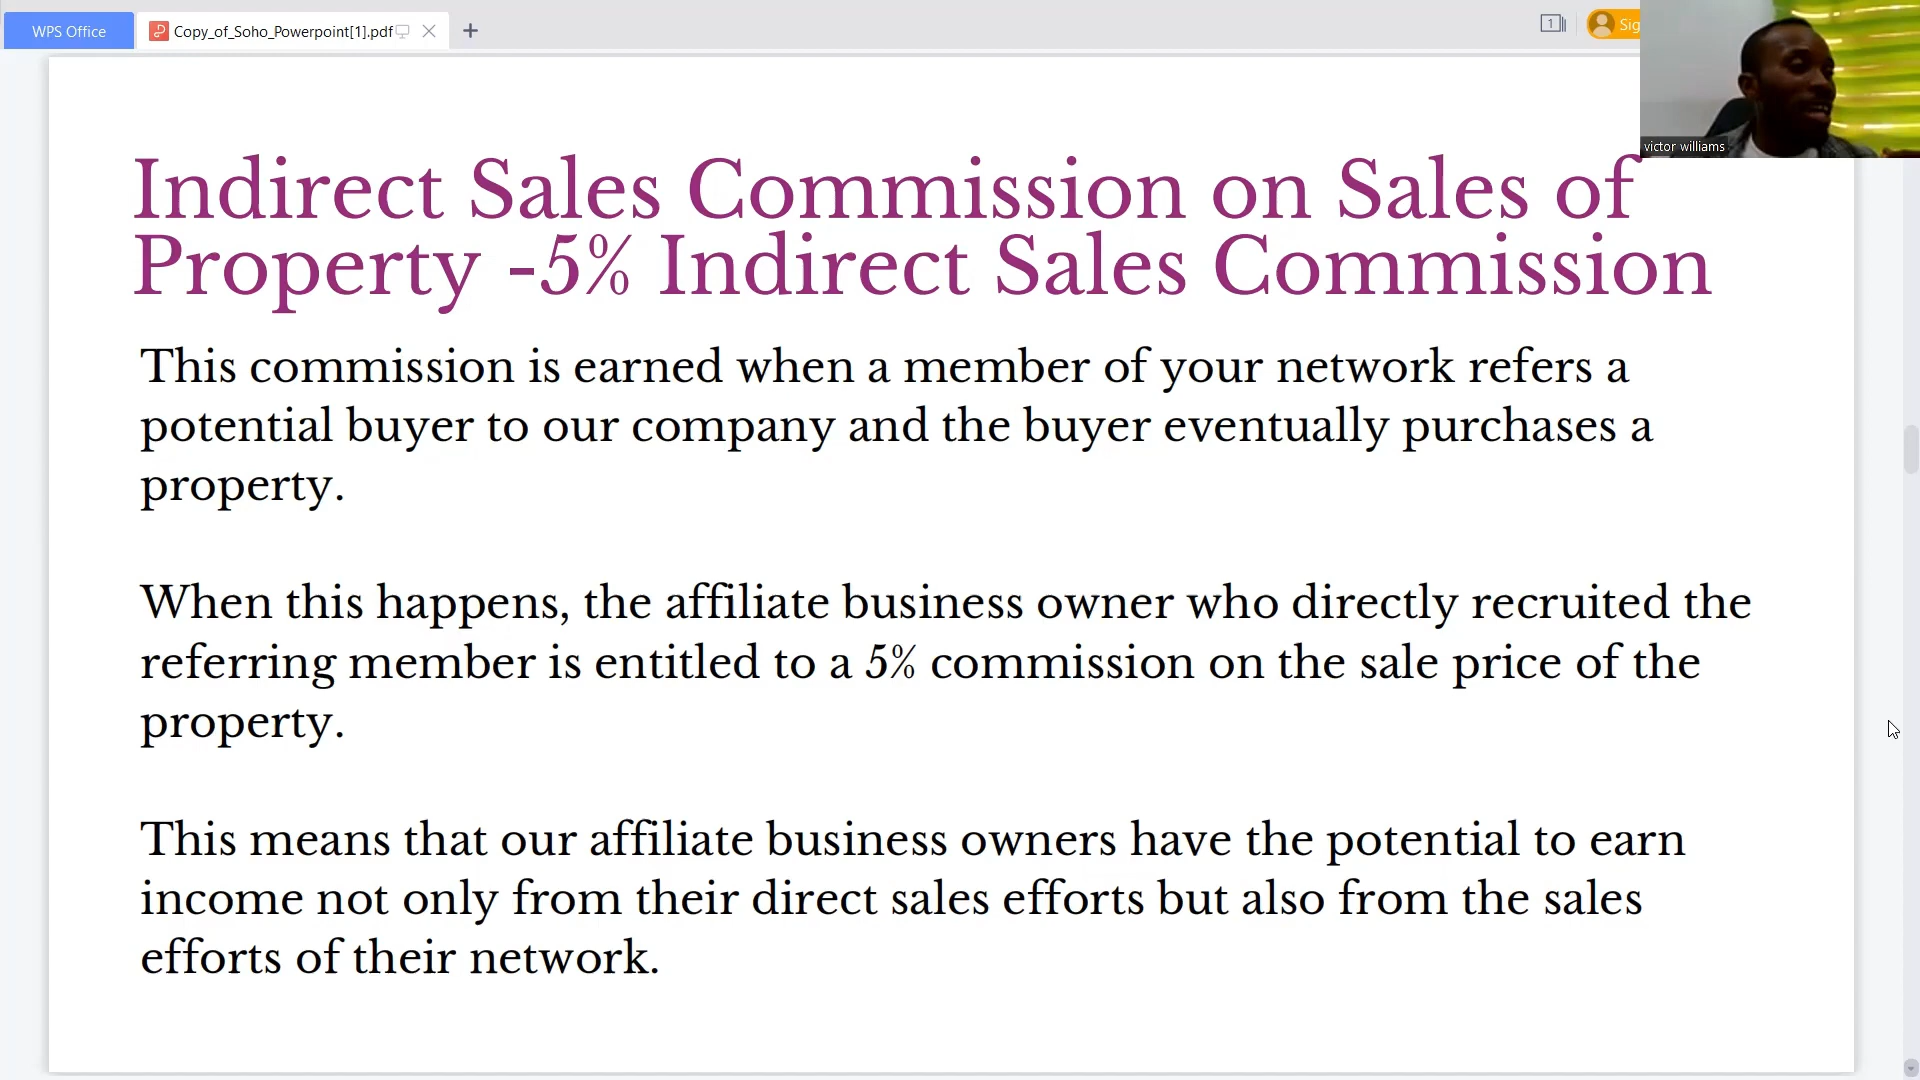 WPS Office
Copy_of_Soho_Powerpoint[1].pdf
1
Sig
victor williams
Indirect Sales Commission on Sales of
Property -5% Indirect Sales Commission
This commission is earned when a member of your network refers a
potential buyer to our company and the buyer eventually purchases a
property.
When this happens, the affiliate business owner who directly recruited the
referring member is entitled to a 5% commission on the sale price of the
property.
This means that our affiliate business owners have the potential to earn
income not only from their direct sales efforts but also from the sales
efforts of their network.